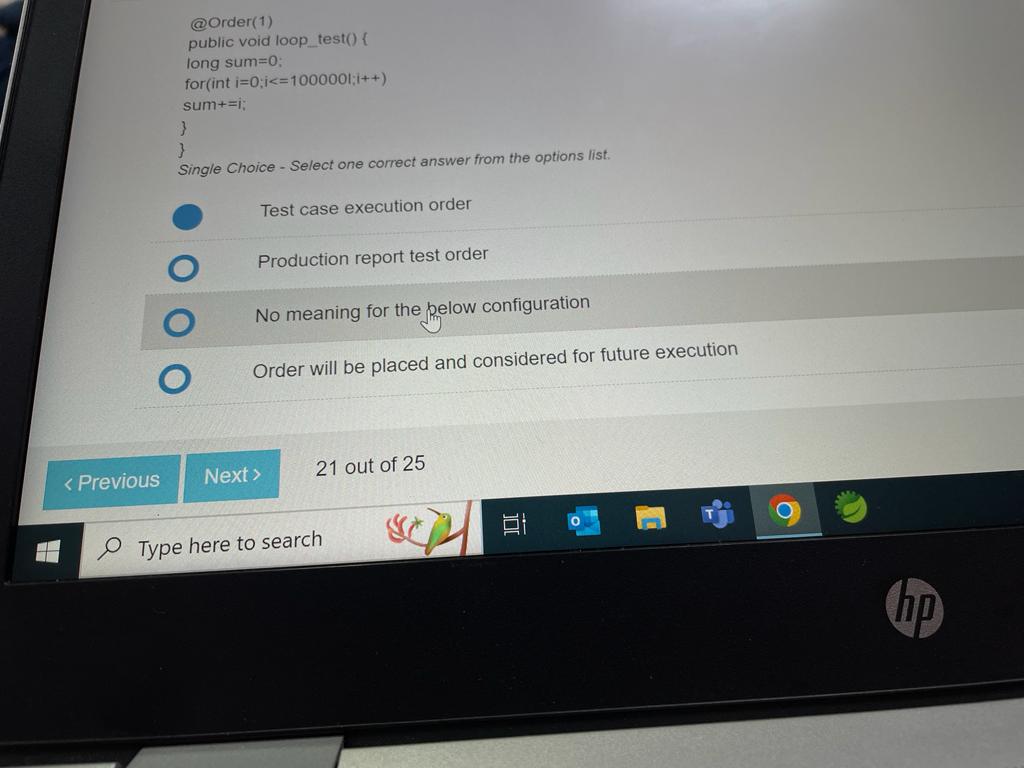 @Order(1)
public void loop_test() {
long sum=0;
for(int i=0;i<=100000l;i++)
sum+=i;
}
}
Single Choice - Select one correct answer from the options list.
Test case execution order
Production report test order
No meaning for the below configuration
Order will be placed and considered for future execution
< Previous
Next >
21 out of 25
Type here to search
hp